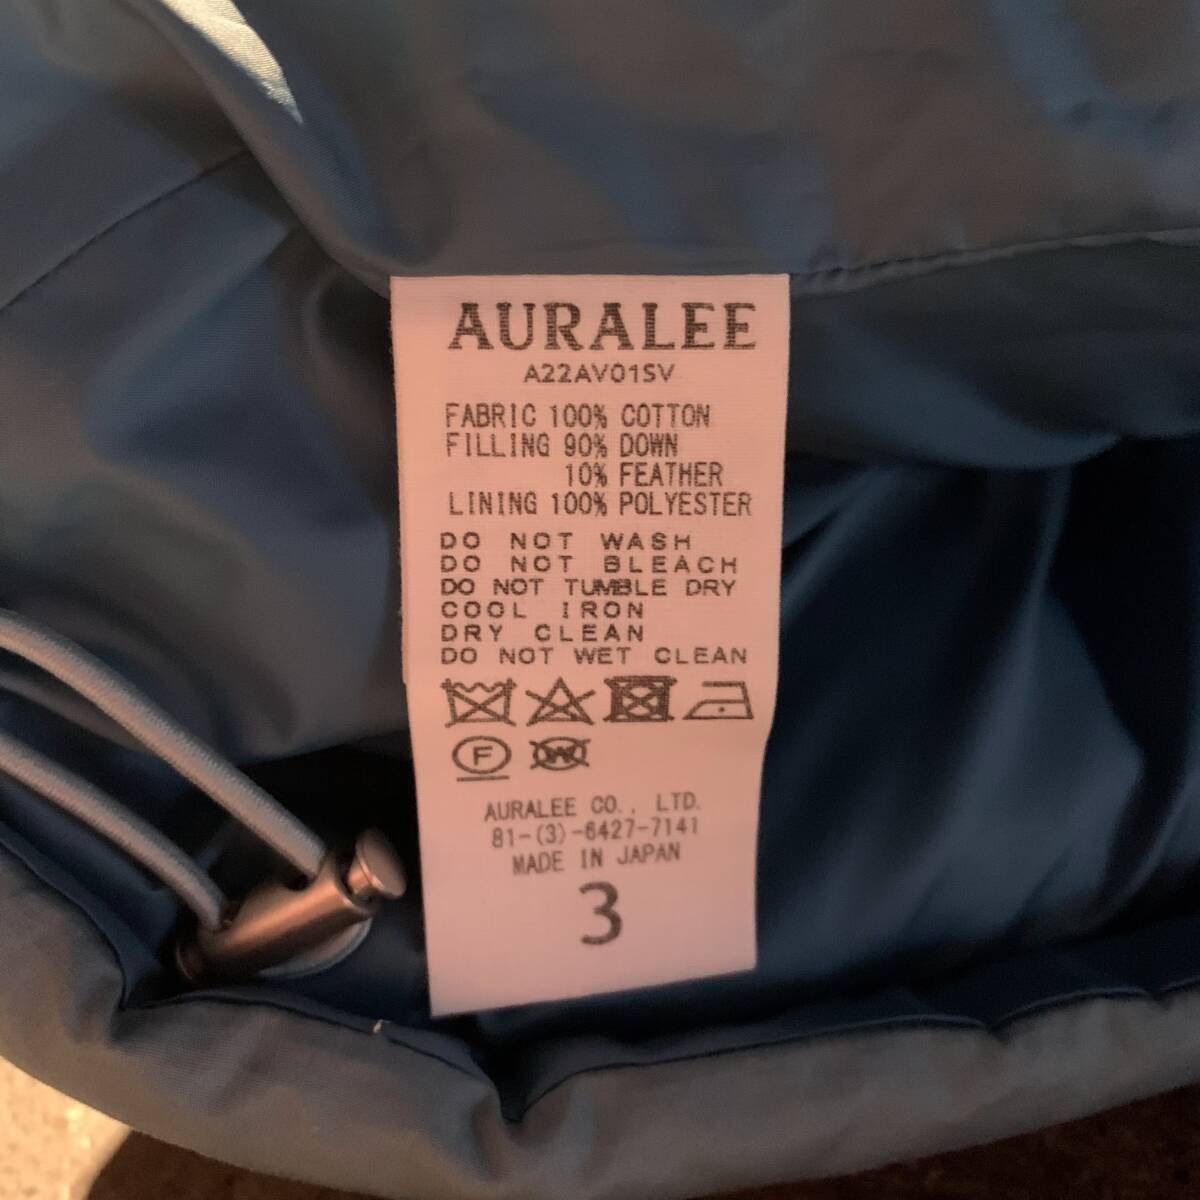 AURALEE
A22AV01SV
FABRIC 100% COTTON
FILLING 90% DOWN
10% FEATHER
LINING 100% POLYESTER
DO NOT WASH
DO NOT BLEACH
DO NOT TUMBLE DRY
COOL IRON
DRY CLEAN
DO NOT WET CLEAN
F W
AURALEE CO., LTD.
81-(3)-6427-7141
MADE IN JAPAN
3